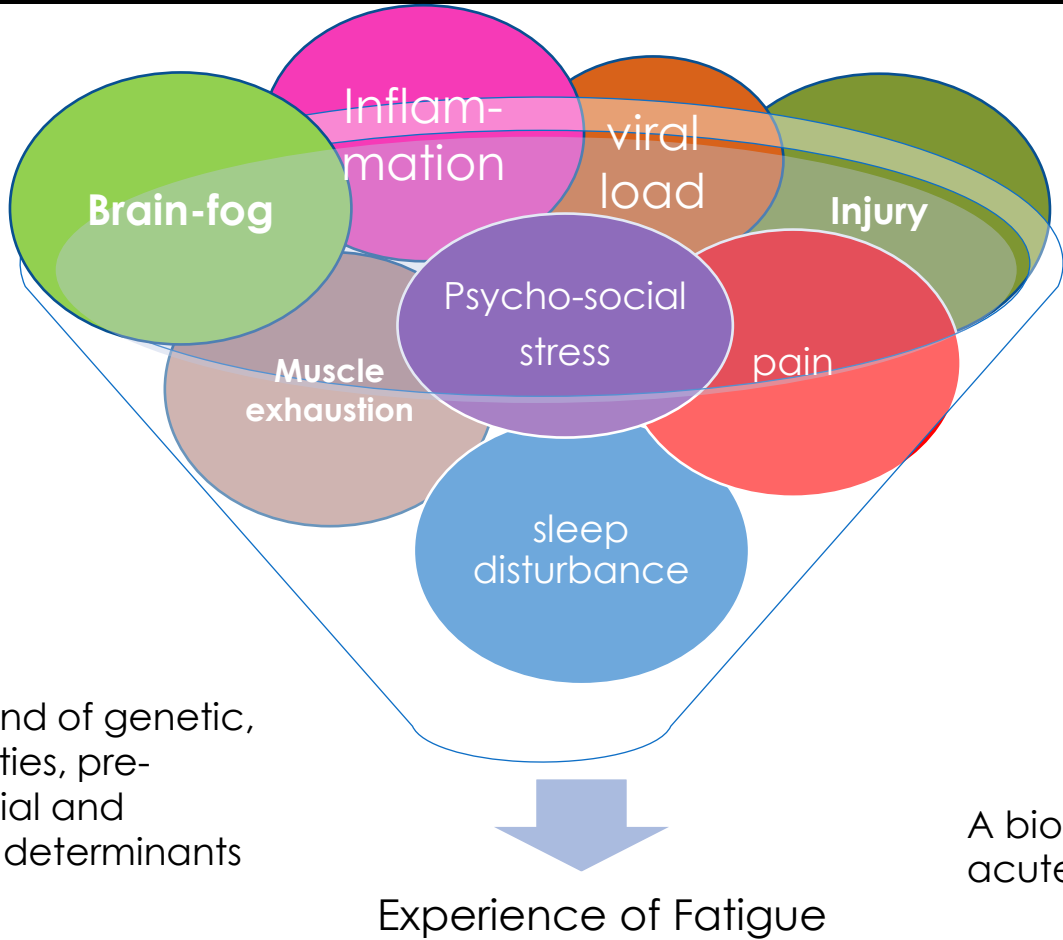 Inflam-
mation
viral
load
Brain-fog
Injury
Psycho-social
stress
pain
Muscle
exhaustion
sleep
disturbance
nd of genetic,
ties, pre-
ial and
determinants
A bio
acute
Experience of Fatigue